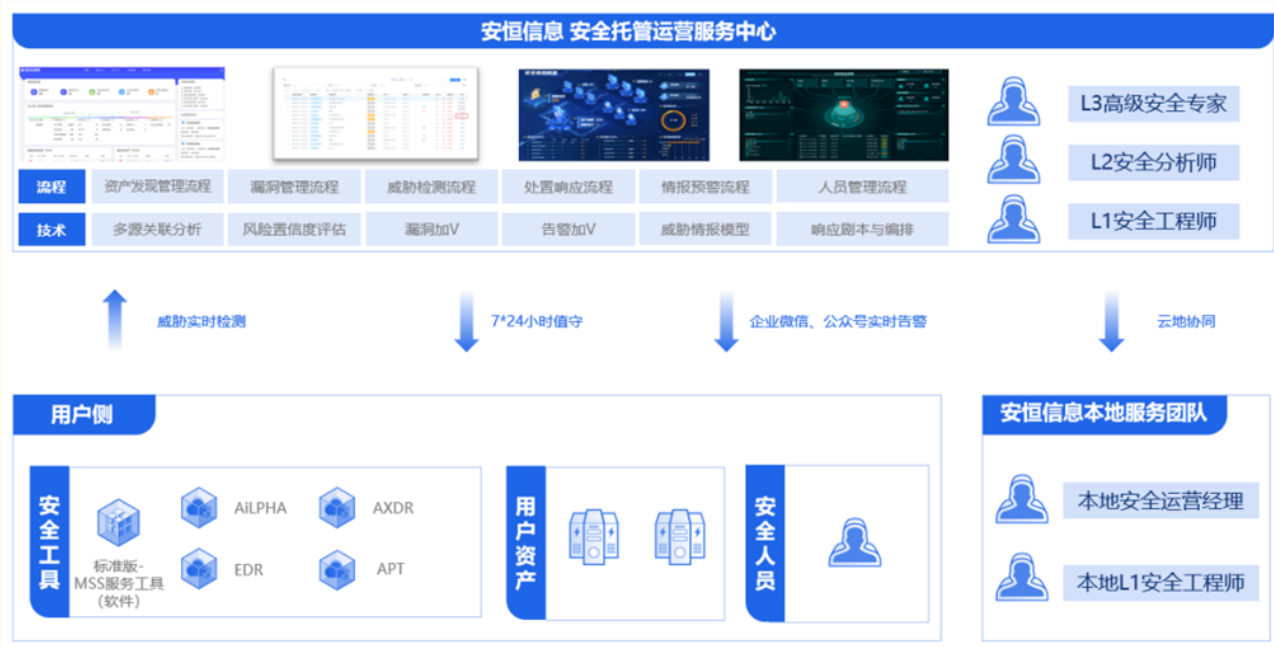 安恒信息 安全托管运营服务中心
流程 资产发现管理流程 漏洞管理流程 威胁检测流程 处置响应流程 情报预警流程 人员管理流程
技术 多源关联分析 风险置信度评估 漏洞加V 告警加V 威胁情报模型 响应剧本与编排
L3高级安全专家
L2安全分析师
L1安全工程师
威胁实时检测 7*24小时值守 企业微信、公众号实时告警 云地协同
用户侧
安全工具
标准版-
MSS服务工具
（软件）
AiLPHA AXDR
EDR APT
用户资产
安全人员
安恒信息本地服务团队
本地安全运营经理
本地L1安全工程师